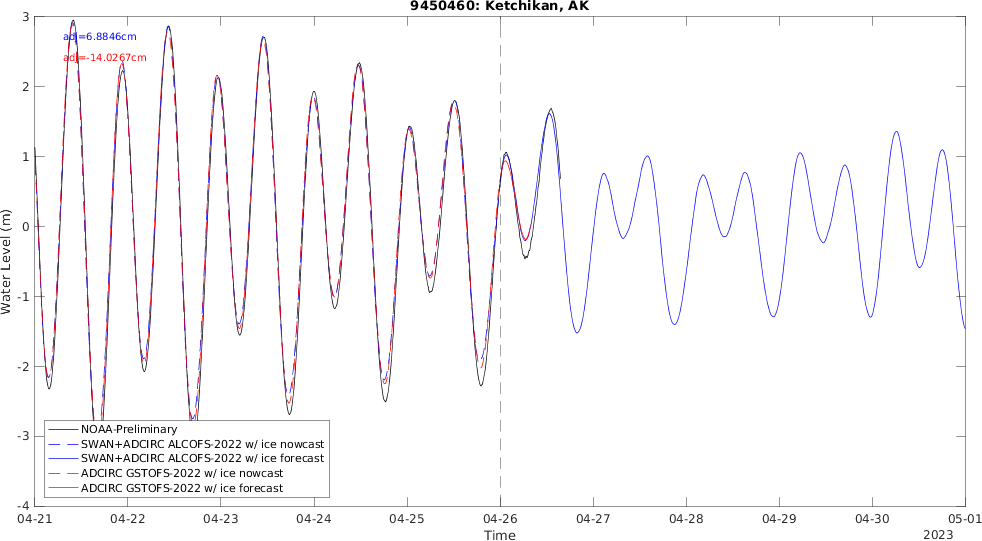 9450460: Ketchikan, AK
adj=6.8846cm
adj=-14.0267cm
Water Level (m)
3
2
1
0
-1
-2
-3
-4
NOAA-Preliminary
SWAN+ADCIRC ALCOFS-2022 w/ ice nowcast
SWAN+ADCIRC ALCOFS-2022 w/ ice forecast
ADCIRC GSTOFS-2022 w/ ice nowcast
ADCIRC GSTOFS-2022 w/ ice forecast
04-21 04-22 04-23 04-24 04-25 04-26 04-27 04-28 04-29 04-30 05-01
Time
2023